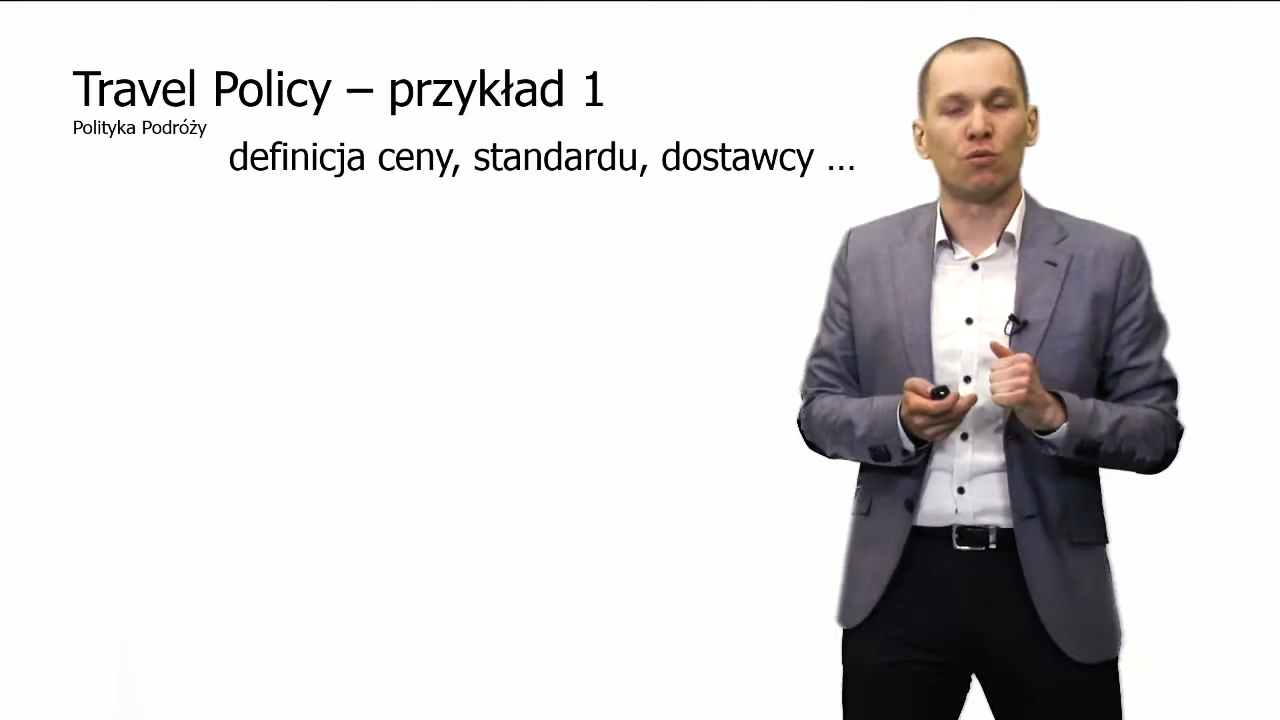 Travel Policy – przykład 1
Polityka Podróży
definicja ceny, standardu, dostawcy ...